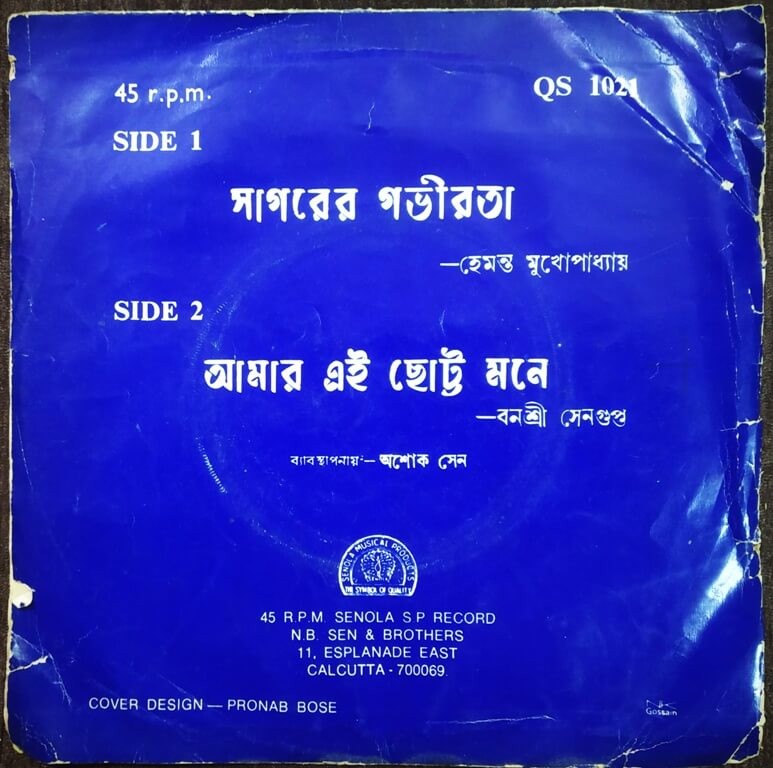 45 r.p.m.
QS 1021
SIDE 1
সাগরের গভীরতা
—হেমন্ত মুখোপাধ্যায়
SIDE 2
আমার এই ছোট্ট মনে
—বনশ্রী সেনগুপ্ত
ব্যাবস্থাপনায়:— অশোক সেন
SENOLA MUSICAL PRODUCTS
THE SYMBOL OF QUALITY
45 R.P.M. SENOLA S P RECORD
N.B. SEN & BROTHERS
11, ESPLANADE EAST
CALCUTTA - 700069.
COVER DESIGN — PRONAB BOSE
Gossain